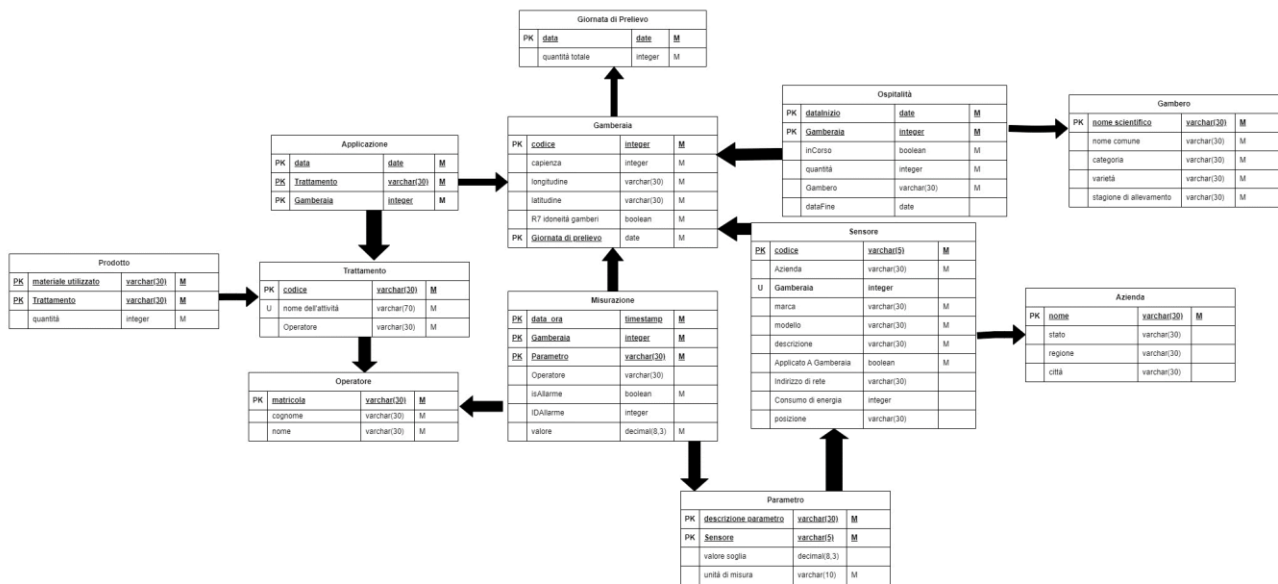 Giornata di Prelievo
PK data date M
quantità totale integer M
Ospitalità
PK dataInizio date M
PK Gamberaia integer M
inCorso boolean M
quantità integer M
Gambero varchar(30) M
dataFine date
Gambero
PK nome scientifico varchar(30) M
nome comune varchar(30) M
categoria varchar(30) M
varietà varchar(30) M
stagione di allevamento varchar(30) M
Gamberaia
PK codice integer M
capienza integer M
longitudine varchar(30) M
latitudine varchar(30) M
R7 idoneità gamberi boolean M
PK Giornata di prelievo date M
Applicazione
PK data date M
PK Trattamento varchar(30) M
PK Gamberaia integer M
Sensore
PK codice varchar(5) M
Azienda varchar(30) M
U Gamberaia integer
marca varchar(30) M
modello varchar(30) M
descrizione varchar(30) M
Applicato A Gamberaia boolean M
Indirizzo di rete varchar(30)
Consumo di energia integer
posizione varchar(30)
Prodotto
PK materiale utilizzato varchar(30) M
PK Trattamento varchar(30) M
quantità integer M
Trattamento
PK codice varchar(30) M
U nome dell'attività varchar(70) M
Operatore varchar(30) M
Misurazione
PK data_ora timestamp M
PK Gamberaia integer M
PK Parametro varchar(30) M
Operatore varchar(30)
isAllarme boolean M
IDAllarme integer
valore decimal(8,3) M
Azienda
PK nome varchar(30) M
stato varchar(30)
regione varchar(30)
città varchar(30)
Operatore
PK matricola varchar(30) M
cognome varchar(30) M
nome varchar(30) M
Parametro
PK descrizione parametro varchar(30) M
PK Sensore varchar(5) M
valore soglia decimal(8,3)
unità di misura varchar(10) M